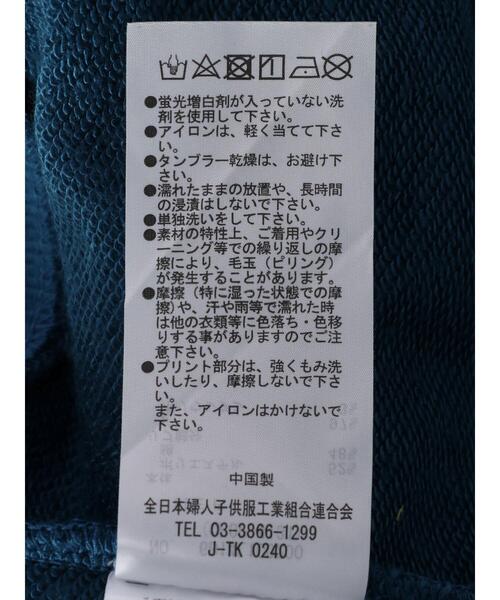 ●蛍光増白剤が入っていない洗
剤を使用して下さい。
●アイロンは、軽く当てて下さ
い。
●タンブラー乾燥は、お避け下
さい。
●濡れたままの放置や、長時間
の浸漬はしないで下さい。
●単独洗いをして下さい。
●素材の特性上、ご着用やクリ
ーニング等での繰り返しの摩
擦により、毛玉（ピリング）
が発生することがあります。
●摩擦（特に湿った状態での摩
擦)や、汗や雨等で濡れた時
は他の衣類等に色落ち・色移
りする事がありますのでご注
意下さい。
●プリント部分は、強くもみ洗
いしたり、摩擦しないで下さ
い。
また、アイロンはかけないで
下さい。
97%
綿 48%
本体 ポリエステル 52%
中国製
全日本婦人子供服工業組合連合会
TEL 03-3866-1299
J-TK 0240